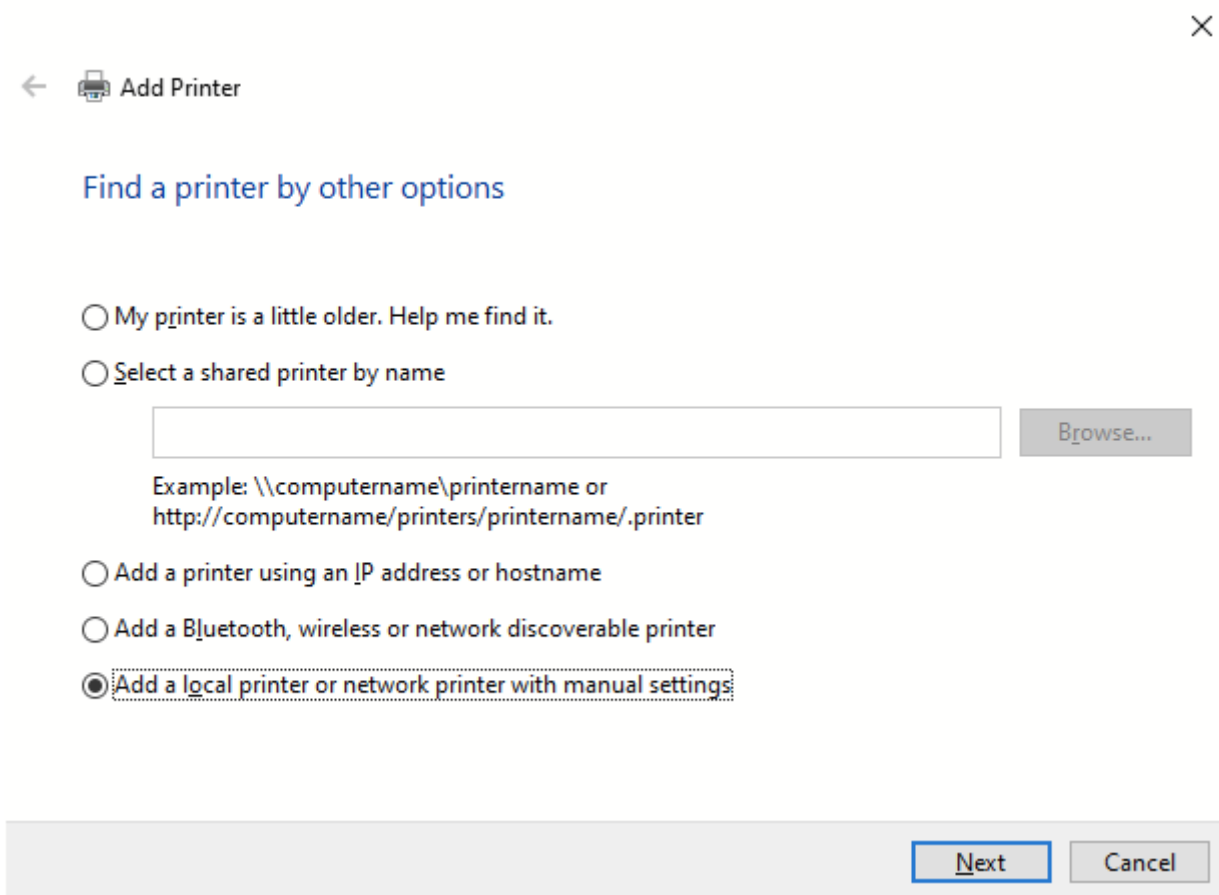 Add Printer
Find a printer by other options
My printer is a little older. Help me find it.
Select a shared printer by name
Browse...
Example: \\computername\printername or
http://computername/printers/printername/.printer
Add a printer using an IP address or hostname
Add a Bluetooth, wireless or network discoverable printer
Add a local printer or network printer with manual settings
Next
Cancel